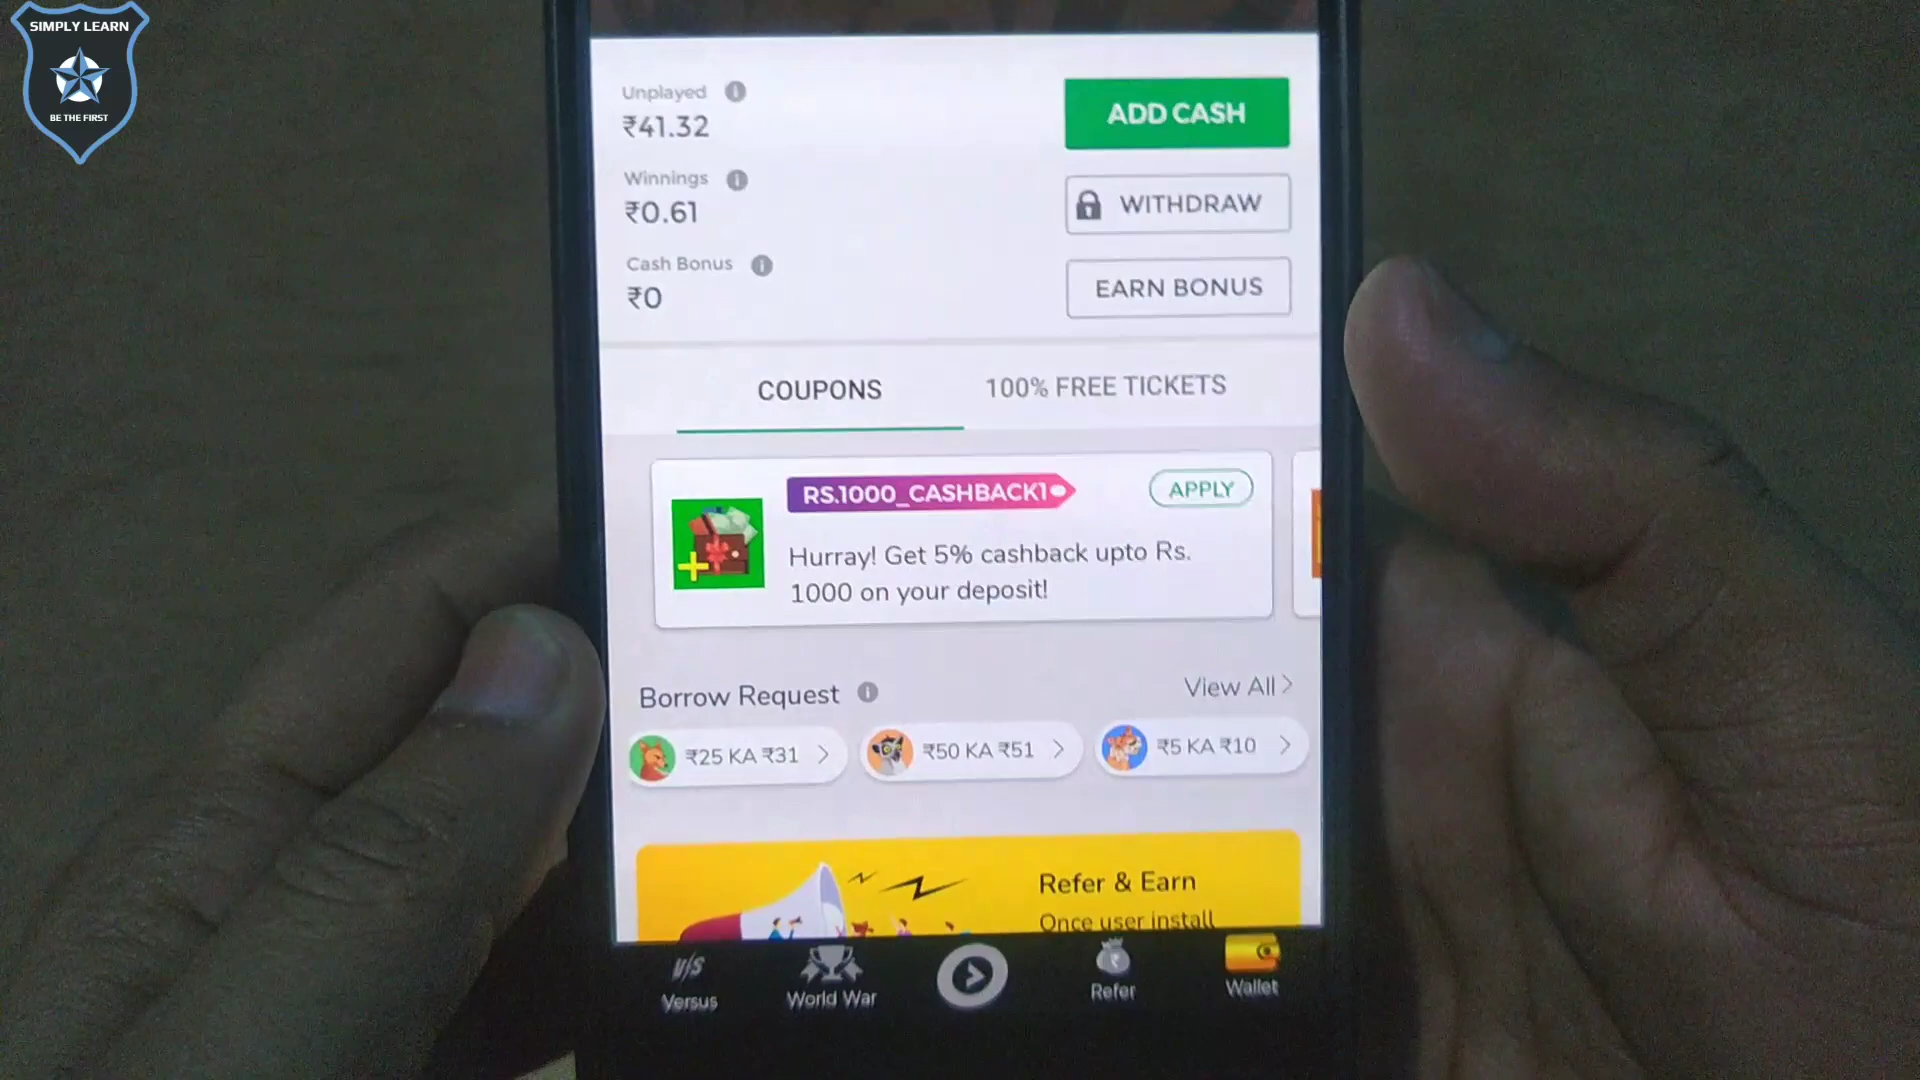 SIMPLY LEARN
BE THE FIRST
Unplayed
₹41.32
ADD CASH
Winnings
₹0.61
WITHDRAW
Cash Bonus
₹0
EARN BONUS
COUPONS
100% FREE TICKETS
RS.1000_CASHBACK1
APPLY
Hurray! Get 5% cashback upto Rs.
1000 on your deposit!
Borrow Request
View All
₹25 KA ₹31
₹50 KA ₹51
₹5 KA ₹10
Refer & Earn
Once user install
V/S
Versus
World War
Refer
Wallet